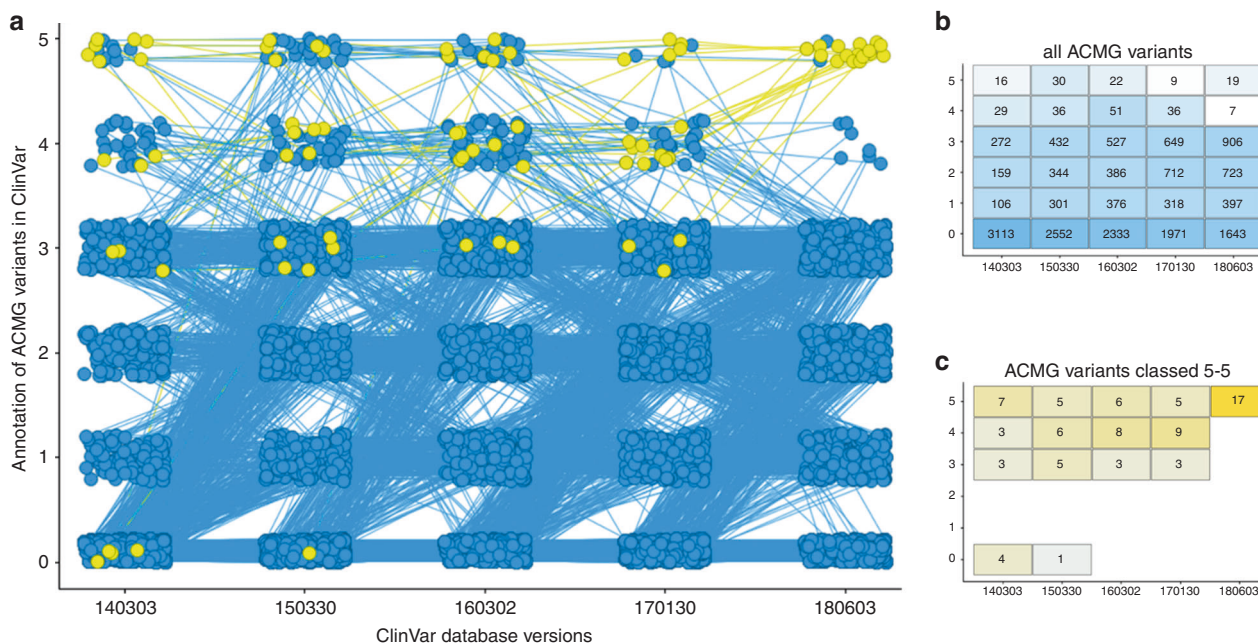 a
Annotation of ACMG variants in ClinVar
5
4
3
2
1
0
140303 150330 160302 170130 180603
ClinVar database versions
b
all ACMG variants
5 16 30 22 9 19
4 29 36 51 36 7
3 272 432 527 649 906
2 159 344 386 712 723
1 106 301 376 318 397
0 3113 2552 2333 1971 1643
140303 150330 160302 170130 180603
c
ACMG variants classed 5-5
5 7 5 6 5 17
4 3 6 8 9
3 3 5 3 3
2
1
0 4 1
140303 150330 160302 170130 180603